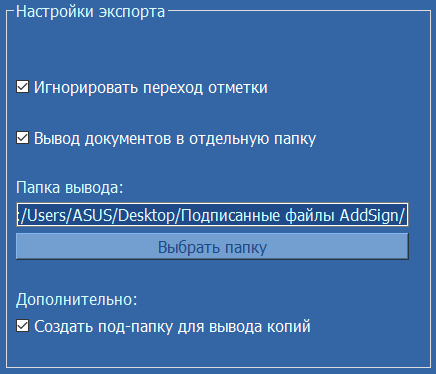 Настройки экспорта
Игнорировать переход отметки
Вывод документов в отдельную папку
Папка вывода:
:/Users/ASUS/Desktop/Подписанные файлы AddSign/
Выбрать папку
Дополнительно:
Создать под-папку для вывода копий